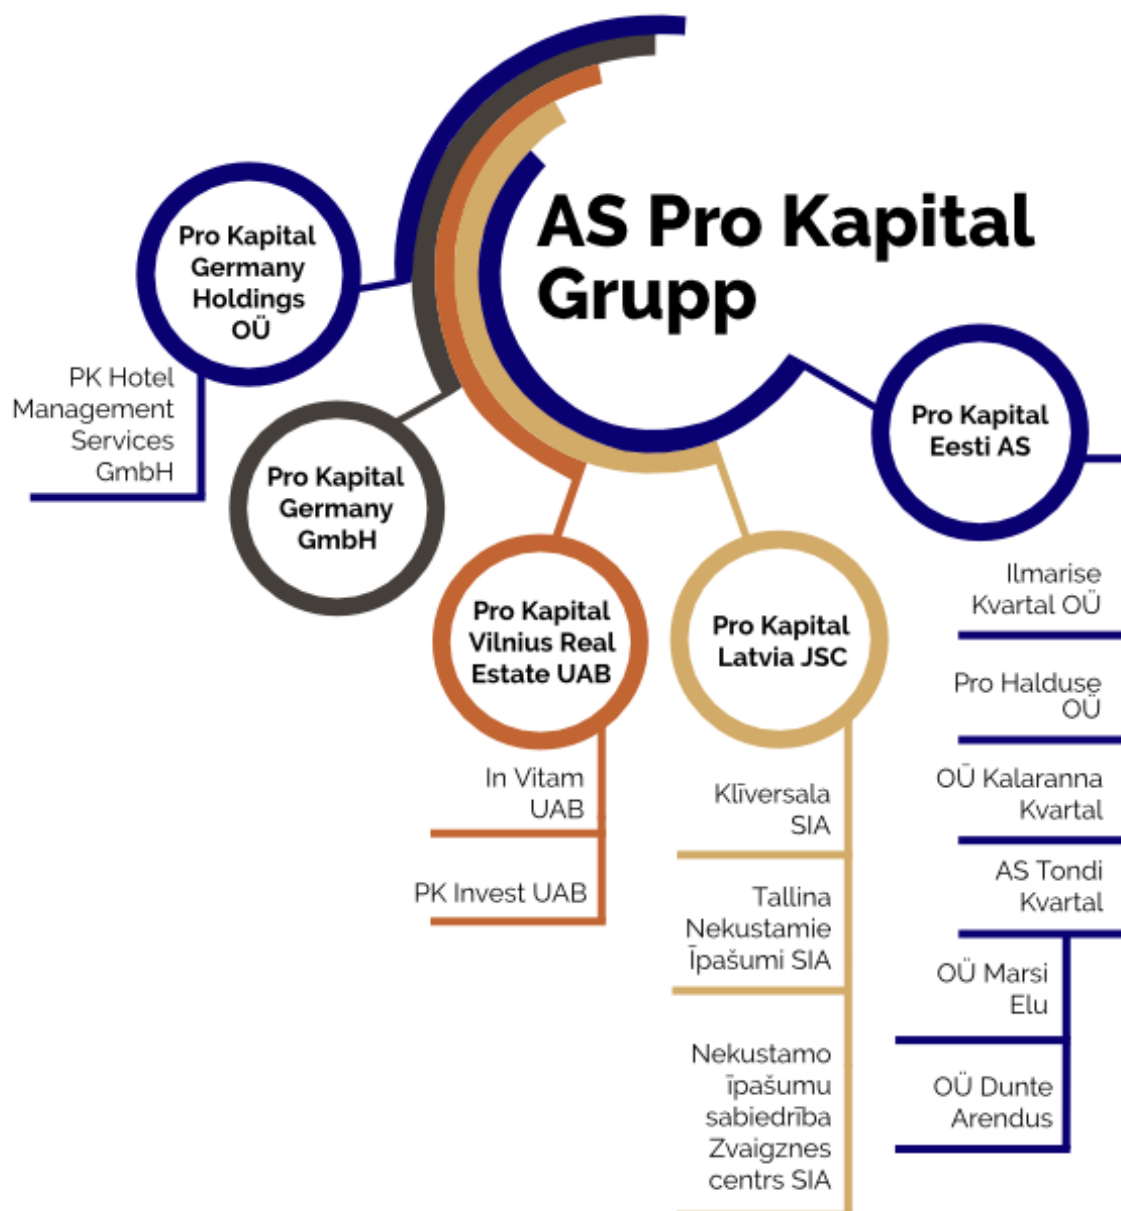 AS Pro Kapital
Grupp
Pro Kapital
Germany
Holdings
OÜ
PK Hotel
Management
Services
GmbH
Pro Kapital
Germany
GmbH
Pro Kapital
Vilnius Real
Estate UAB
In Vitam
UAB
PK Invest UAB
Pro Kapital
Latvia JSC
Klīversala
SIA
Tallina
Nekustamie
Īpašumi SIA
Nekustamo
īpašumu
sabiedrība
Zvaigznes
centrs SIA
Pro Kapital
Eesti AS
Ilmarise
Kvartal OÜ
Pro Halduse
OÜ
OÜ Kalaranna
Kvartal
AS Tondi
Kvartal
OÜ Marsi
Elu
OÜ Dunte
Arendus